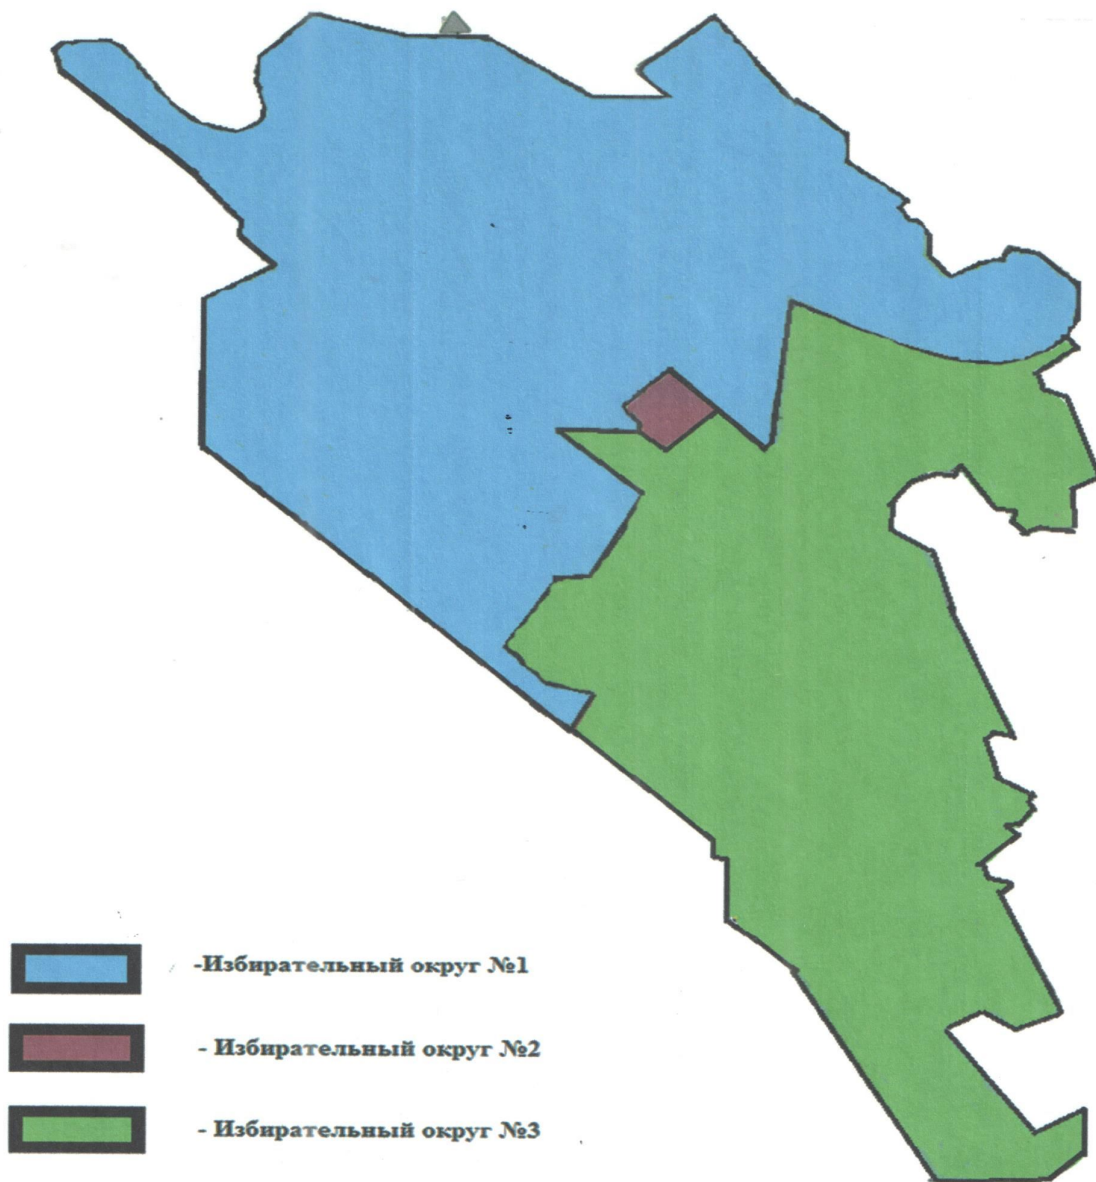 -Избирательный округ №1
- Избирательный округ №2
- Избирательный округ №3